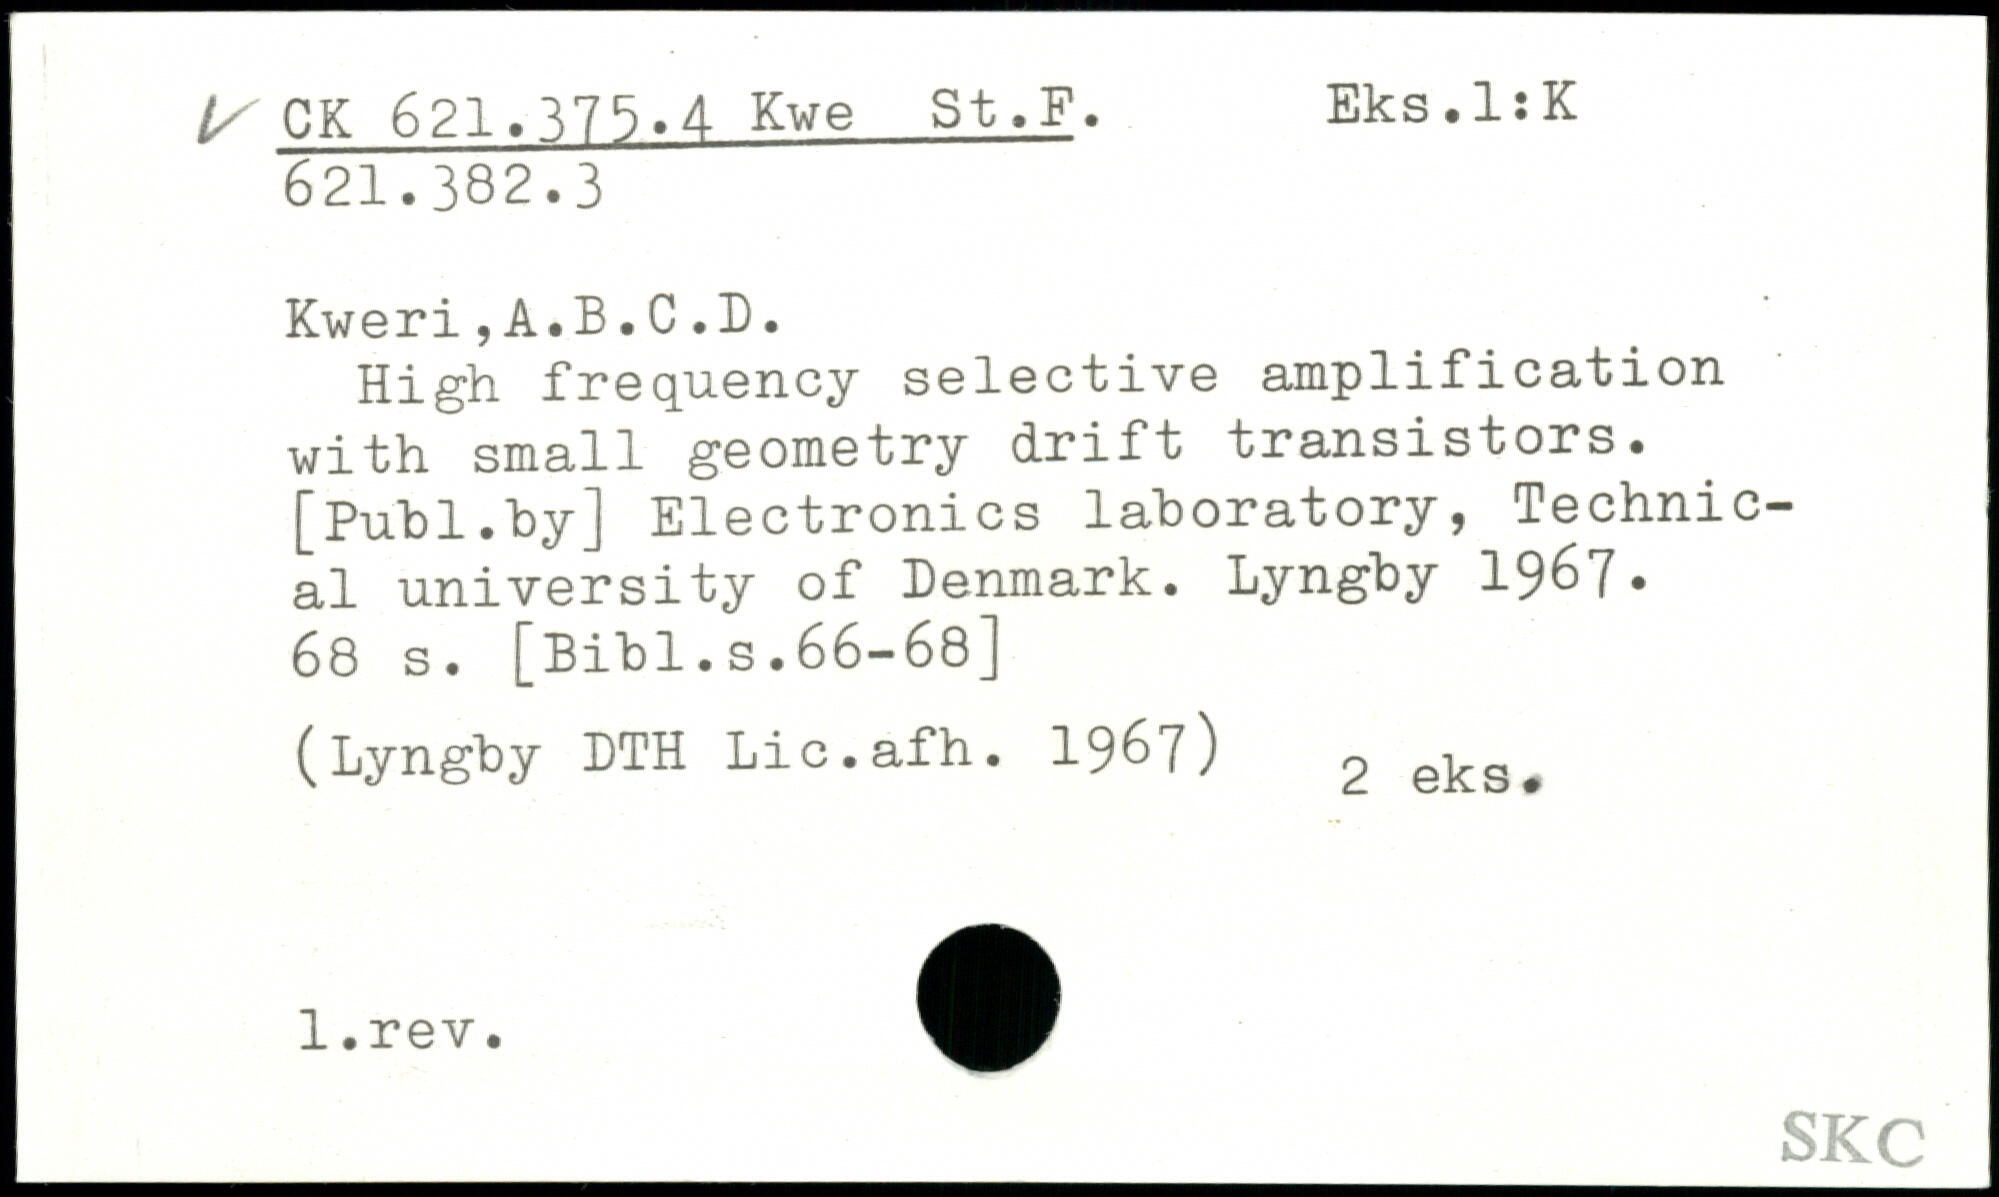 CK 621.375.4 Kwe St.F. Eks.1:K
621.382.3
Kweri,A.B.C.D.
High frequency selective amplification
with small geometry drift transistors.
[Publ.by] Electronics laboratory, Technic-
al university of Denmark. Lyngby 1967.
68 s. [Bibl.s.66-68]
(Lyngby DTH Lic.afh. 1967) 2 eks.
1.rev.
SKC